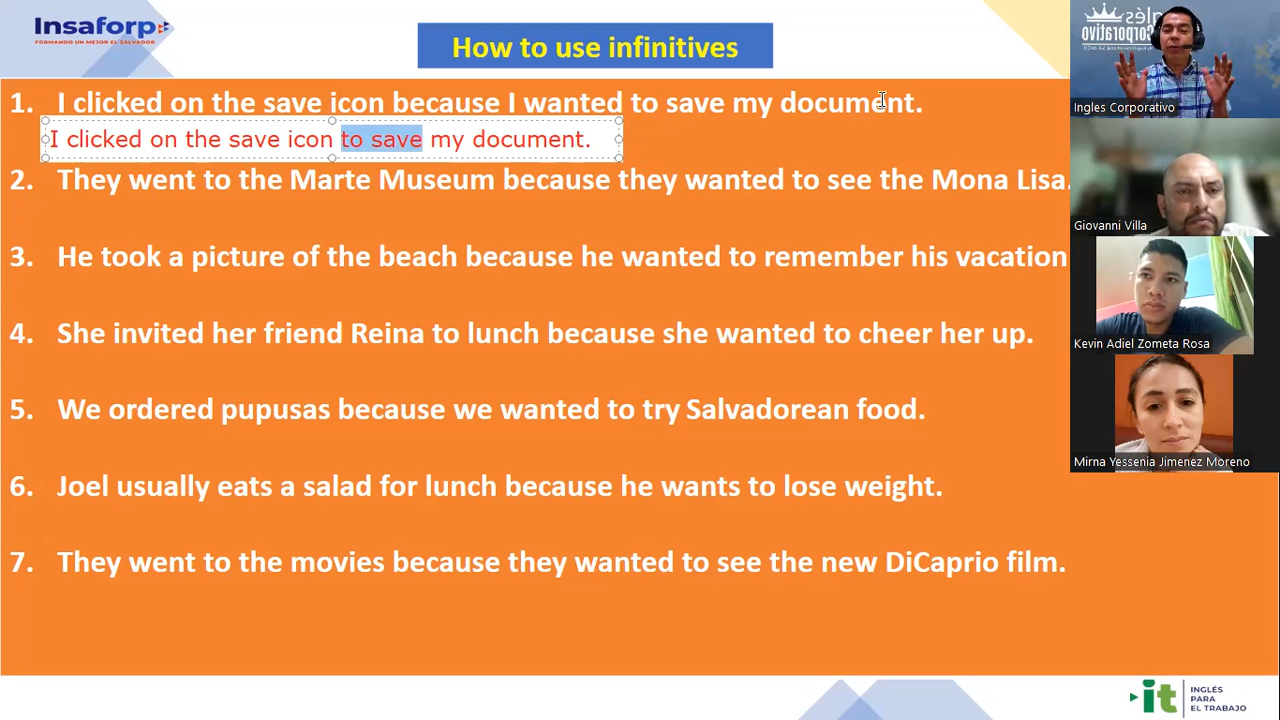 Insaforp
FORMANDO UN MEJOR EL SALVADOR
How to use infinitives
1. I clicked on the save icon because I wanted to save my document.
I clicked on the save icon to save my document.
2. They went to the Marte Museum because they wanted to see the Mona Lisa.
3. He took a picture of the beach because he wanted to remember his vacation
4. She invited her friend Reina to lunch because she wanted to cheer her up.
5. We ordered pupusas because we wanted to try Salvadorean food.
6. Joel usually eats a salad for lunch because he wants to lose weight.
7. They went to the movies because they wanted to see the new DiCaprio film.
Ingles Corporativo
Giovanni Villa
Kevin Adiel Zometa Rosa
Mirna Yessenia Jimenez Moreno
it
INGLÉS
PARA
EL TRABAJO